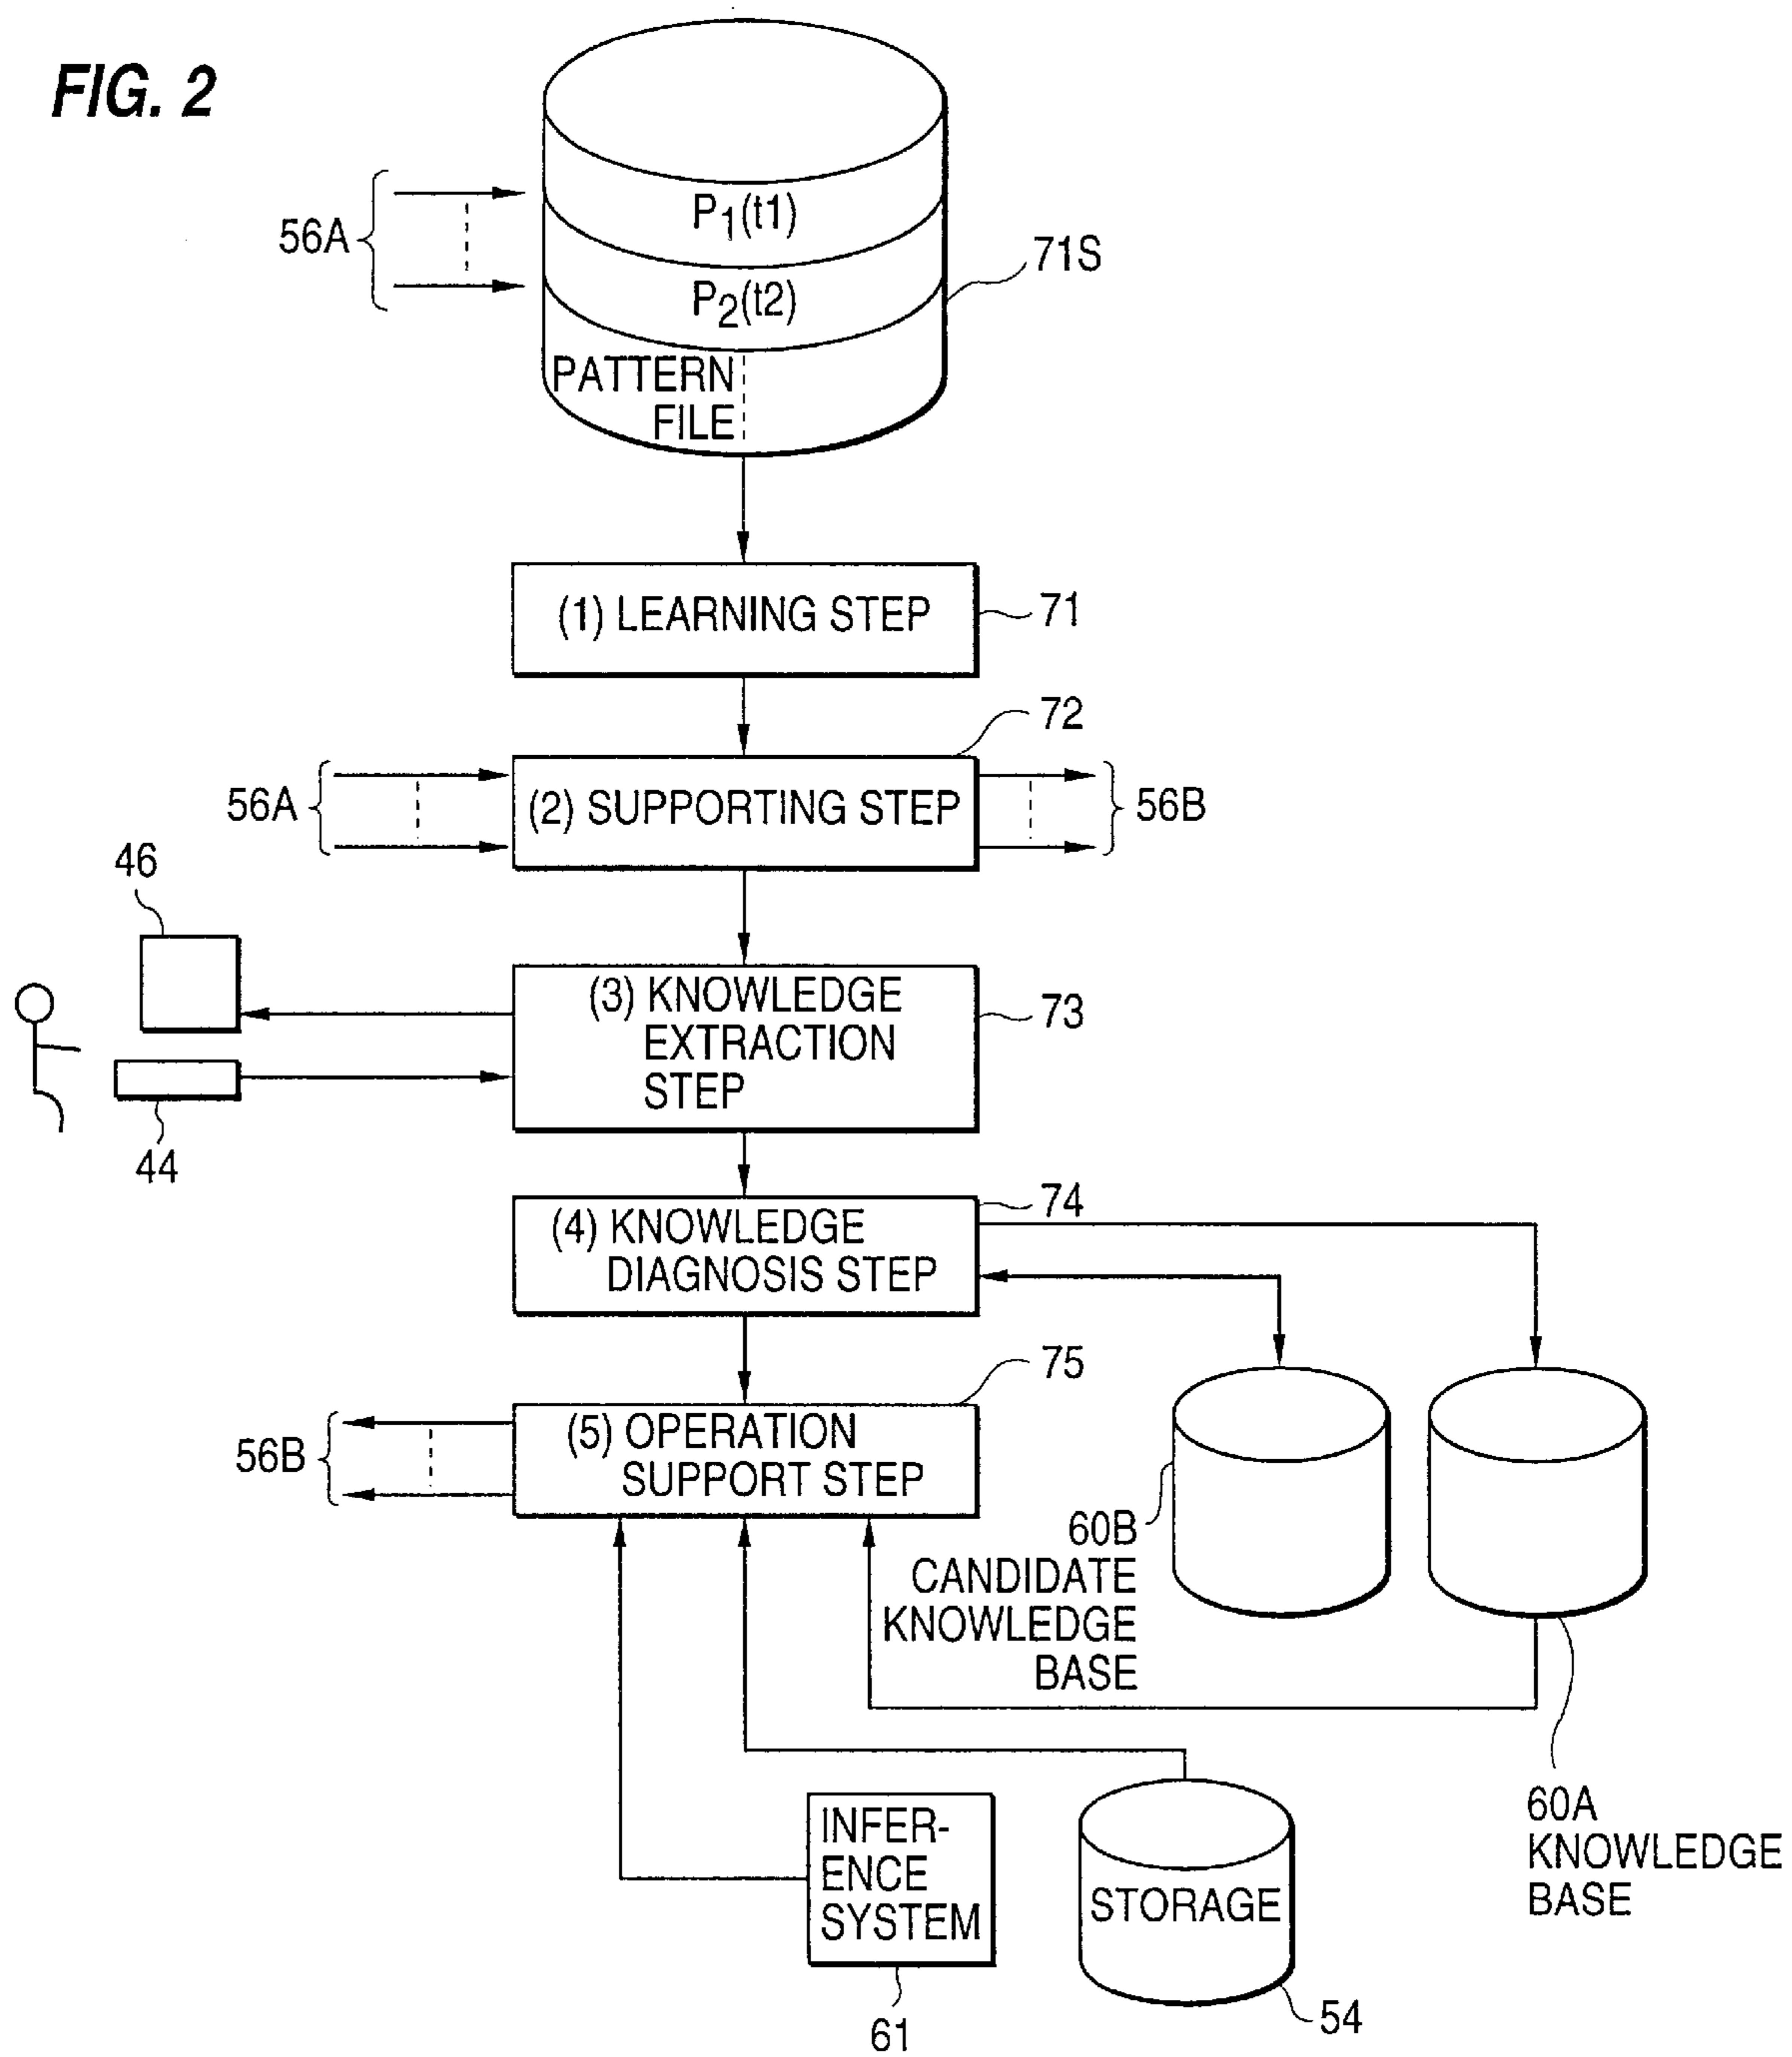 FIG. 2
P1(t1)
56A
71S
P2(t2)
PATTERN
FILE
(1) LEARNING STEP
71
72
56A
(2) SUPPORTING STEP
56B
46
(3) KNOWLEDGE
EXTRACTION
STEP
73
44
74
(4) KNOWLEDGE
DIAGNOSIS STEP
75
(5) OPERATION
SUPPORT STEP
56B
60B
CANDIDATE
KNOWLEDGE
BASE
60A
KNOWLEDGE
BASE
INFER-
ENCE
SYSTEM
STORAGE
54
61